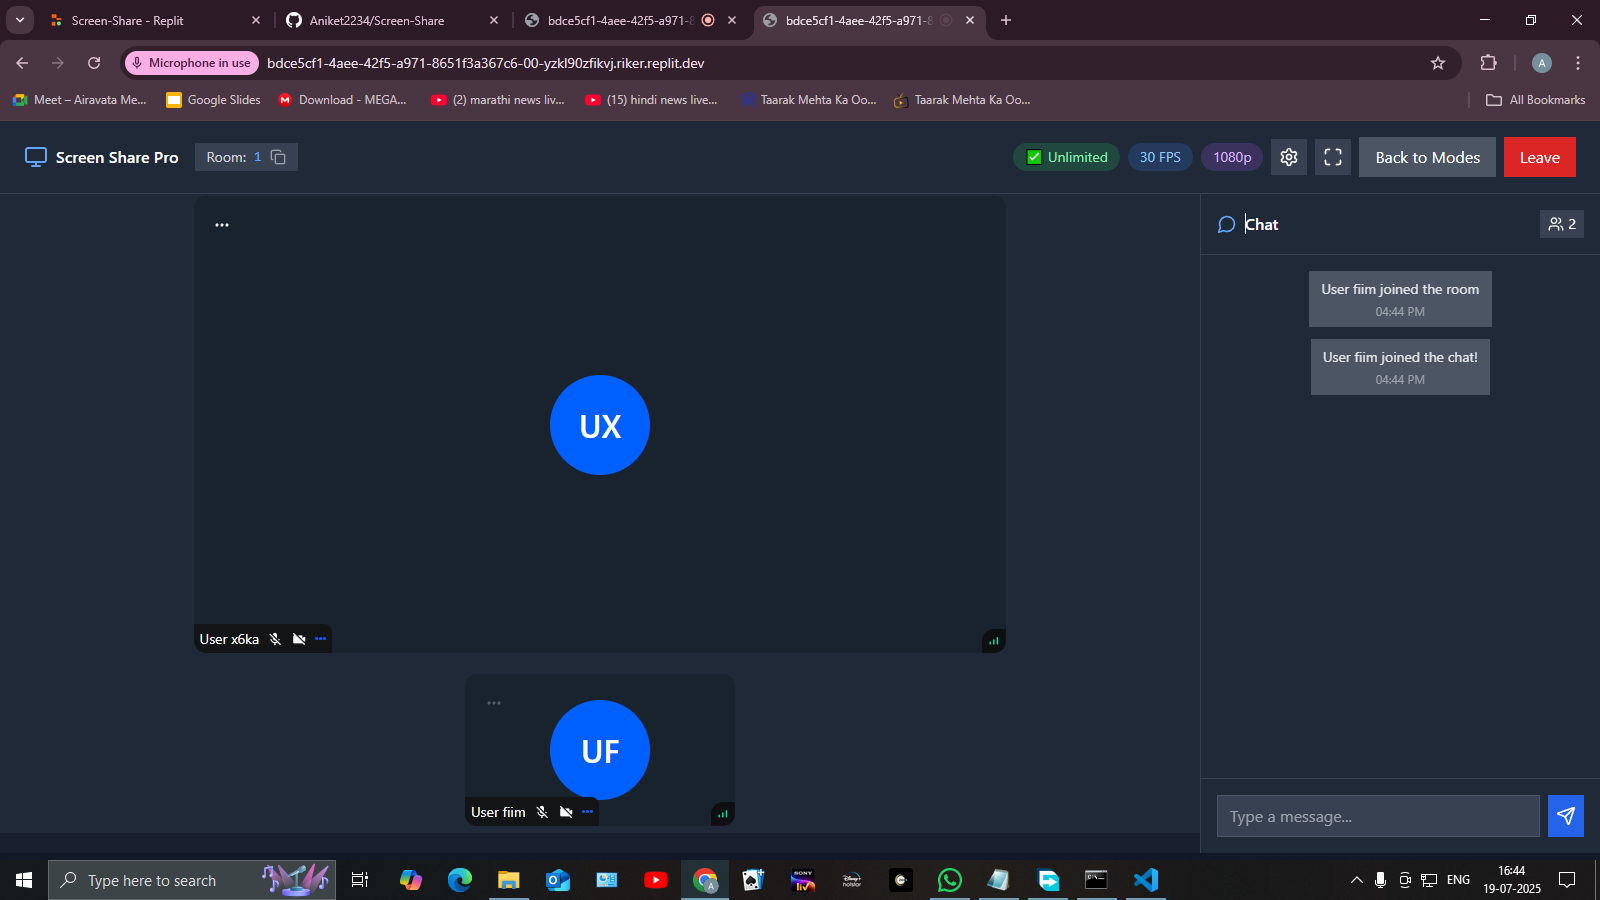 Screen-Share - Replit
Aniket2234/Screen-Share
bdce5cf1-4aee-42f5-a971-8
bdce5cf1-4aee-42f5-a971-8
Microphone in use
bdce5cf1-4aee-42f5-a971-8651f3a367c6-00-yzkl90zfikvj.riker.replit.dev
A
Meet – Airavata Me...
Google Slides
Download - MEGA...
(2) marathi news liv...
(15) hindi news live...
Taarak Mehta Ka Oo...
Taarak Mehta Ka Oo...
All Bookmarks
Screen Share Pro
Room: 1
✅ Unlimited
30 FPS
1080p
Back to Modes
Leave
UX
User x6ka
UF
User fiim
Chat
2
User fiim joined the room
04:44 PM
User fiim joined the chat!
04:44 PM
Type a message...
Type here to search
SONY
liv
hotstar
ENG
16:44
19-07-2025